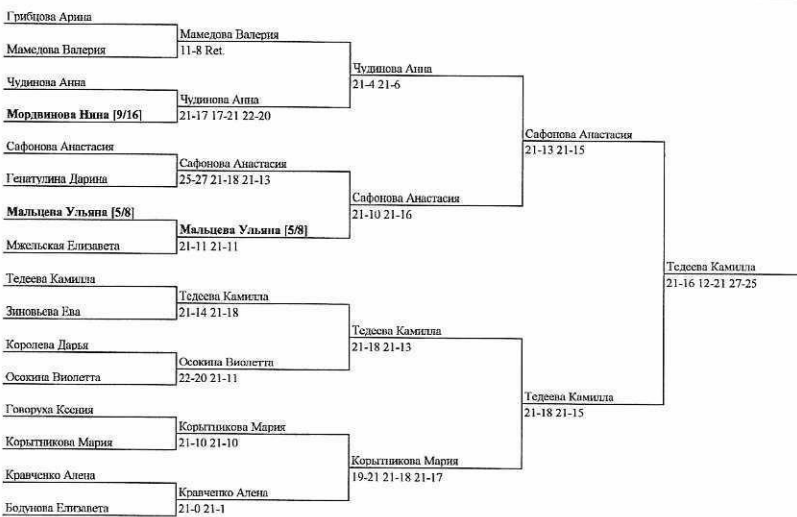 Грибцова Арина
Мамедова Валерия
Мамедова Валерия
11-8 Ret.
Чудинова Анна
21-4 21-6
Чудинова Анна
Чудинова Анна
Мордвинова Нина [9/16]
21-17 17-21 22-20
Сафонова Анастасия
21-13 21-15
Сафонова Анастасия
Сафонова Анастасия
Генатулина Дарина
25-27 21-18 21-13
Сафонова Анастасия
21-10 21-16
Мальцева Ульяна [5/8]
Мальцева Ульяна [5/8]
Мжельская Елизавета
21-11 21-11
Тедеева Камилла
21-16 12-21 27-25
Тедеева Камилла
Тедеева Камилла
Зиновьева Ева
21-14 21-18
Тедеева Камилла
21-18 21-13
Королева Дарья
Осокина Виолетта
Осокина Виолетта
22-20 21-11
Тедеева Камилла
21-18 21-15
Говоруха Ксения
Корытникова Мария
Корытникова Мария
21-10 21-10
Корытникова Мария
19-21 21-18 21-17
Кравченко Алена
Кравченко Алена
Бодунова Елизавета
21-0 21-1